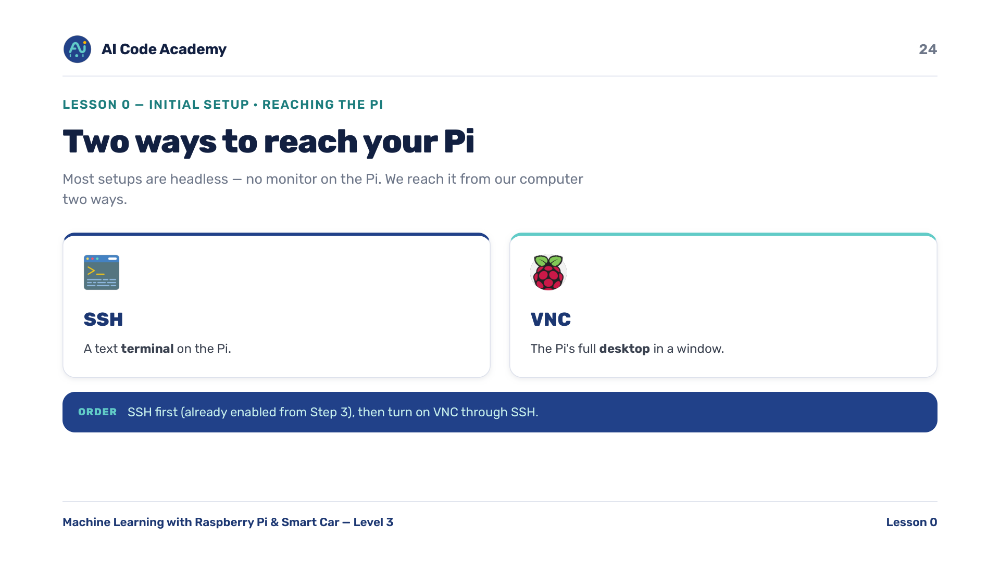 AI Code Academy
24
LESSON 0 — INITIAL SETUP • REACHING THE PI
Two ways to reach your Pi
Most setups are headless — no monitor on the Pi. We reach it from our computer
two ways.
SSH
A text terminal on the Pi.
VNC
The Pi's full desktop in a window.
ORDER SSH first (already enabled from Step 3), then turn on VNC through SSH.
Machine Learning with Raspberry Pi & Smart Car — Level 3
Lesson 0